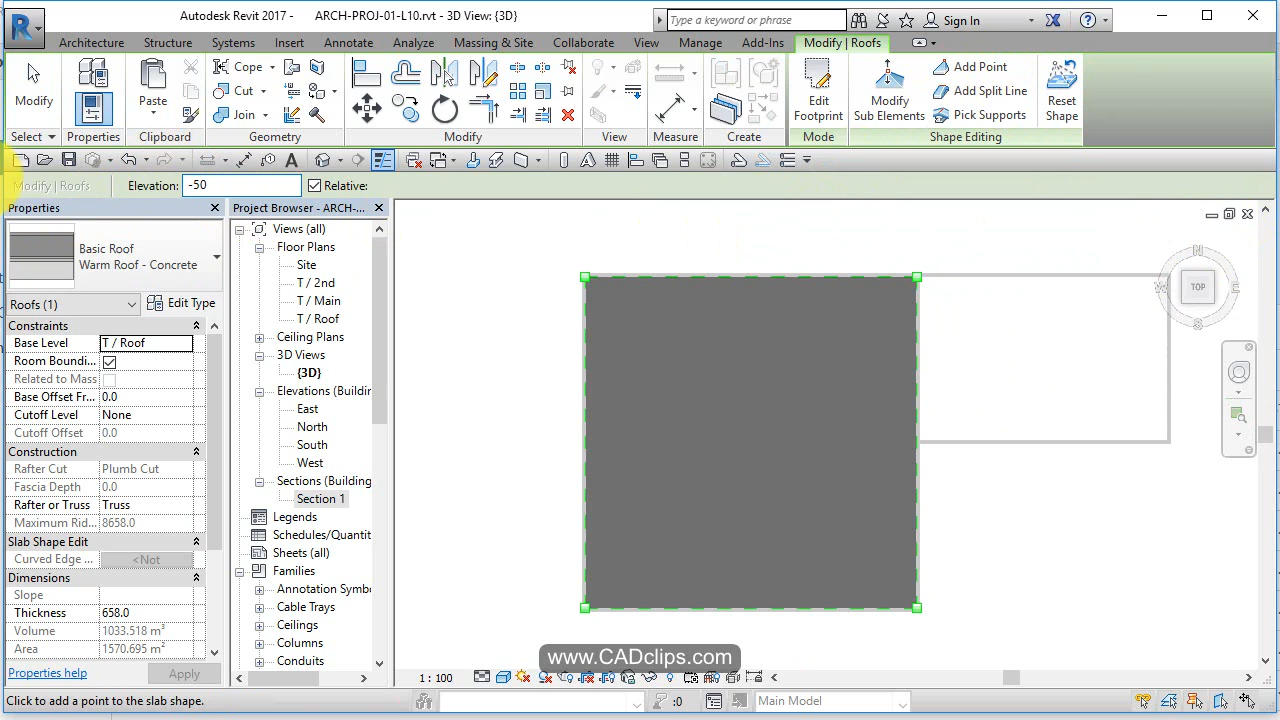 Autodesk Revit 2017 - ARCH-PROJ-01-L10.rvt - 3D View: {3D}
Type a keyword or phrase
Sign In
R
Architecture Structure Systems Insert Annotate Analyze Massing & Site Collaborate View Manage Add-Ins Modify | Roofs
Modify
Paste
Cope
Cut
Join
Edit Footprint
Modify Sub Elements
Add Point
Add Split Line
Pick Supports
Reset Shape
Select Properties Clipboard Geometry Modify View Measure Create Mode Shape Editing
Modify | Roofs Elevation: -50 Relative:
Properties
Basic Roof
Warm Roof - Concrete
Roofs (1) Edit Type
Constraints
Base Level T / Roof
Room Boundi...
Related to Mass
Base Offset Fr... 0.0
Cutoff Level None
Cutoff Offset 0.0
Construction
Rafter Cut Plumb Cut
Fascia Depth 0.0
Rafter or Truss Truss
Maximum Rid... 8658.0
Slab Shape Edit
Curved Edge ... <Not
Dimensions
Slope
Thickness 658.0
Volume 1033.518 m³
Area 1570.695 m²
Properties help Apply
Project Browser - ARCH-...
Views (all)
Floor Plans
Site
T / 2nd
T / Main
T / Roof
Ceiling Plans
3D Views
{3D}
Elevations (Buildin
East
North
South
West
Sections (Building
Section 1
Legends
Schedules/Quantit
Sheets (all)
Families
Annotation Symb
Cable Trays
Ceilings
Columns
Conduits
N
W TOP E
S
www.CADclips.com
1 : 100
Click to add a point to the slab shape.
:0
Main Model